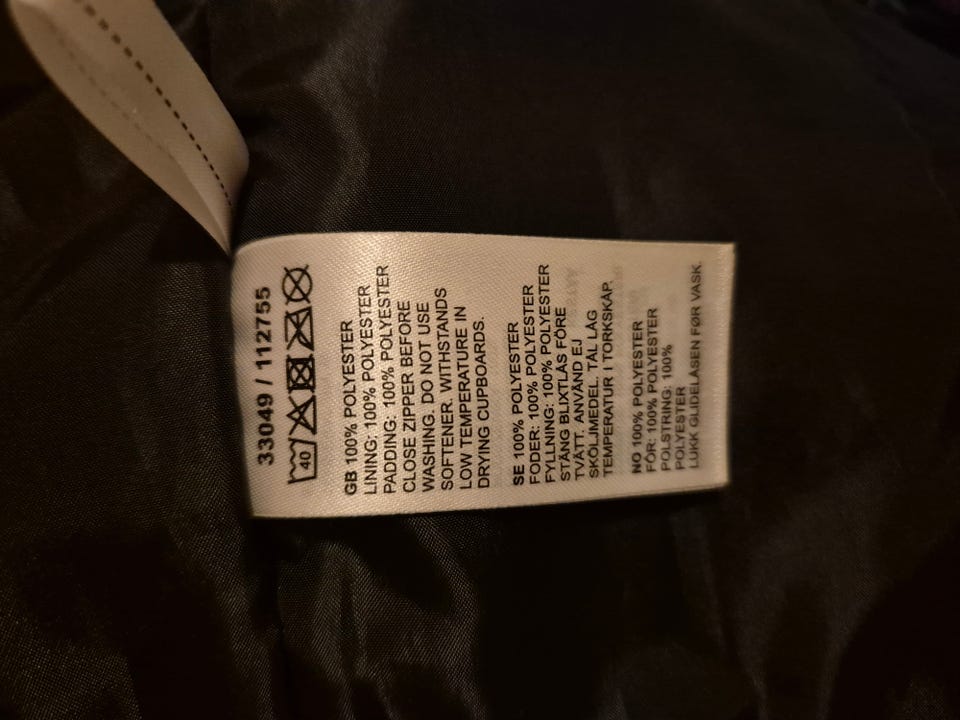 33049 / 112755
40
GB 100% POLYESTER
LINING: 100% POLYESTER
PADDING: 100% POLYESTER
CLOSE ZIPPER BEFORE
WASHING. DO NOT USE
SOFTENER. WITHSTANDS
LOW TEMPERATURE IN
DRYING CUPBOARDS.
SE 100% POLYESTER
FODER: 100% POLYESTER
FYLLNING: 100% POLYESTER
STÄNG BLIXTLÅS FÖRE
TVÄTT. ANVÄND EJ
SKÖLJMEDEL. TÅL LÅG
TEMPERATUR I TORKSKÅP.
NO 100% POLYESTER
FÔR: 100% POLYESTER
POLSTRING: 100%
POLYESTER
LUKK GLIDELÅSEN FØR VASK.